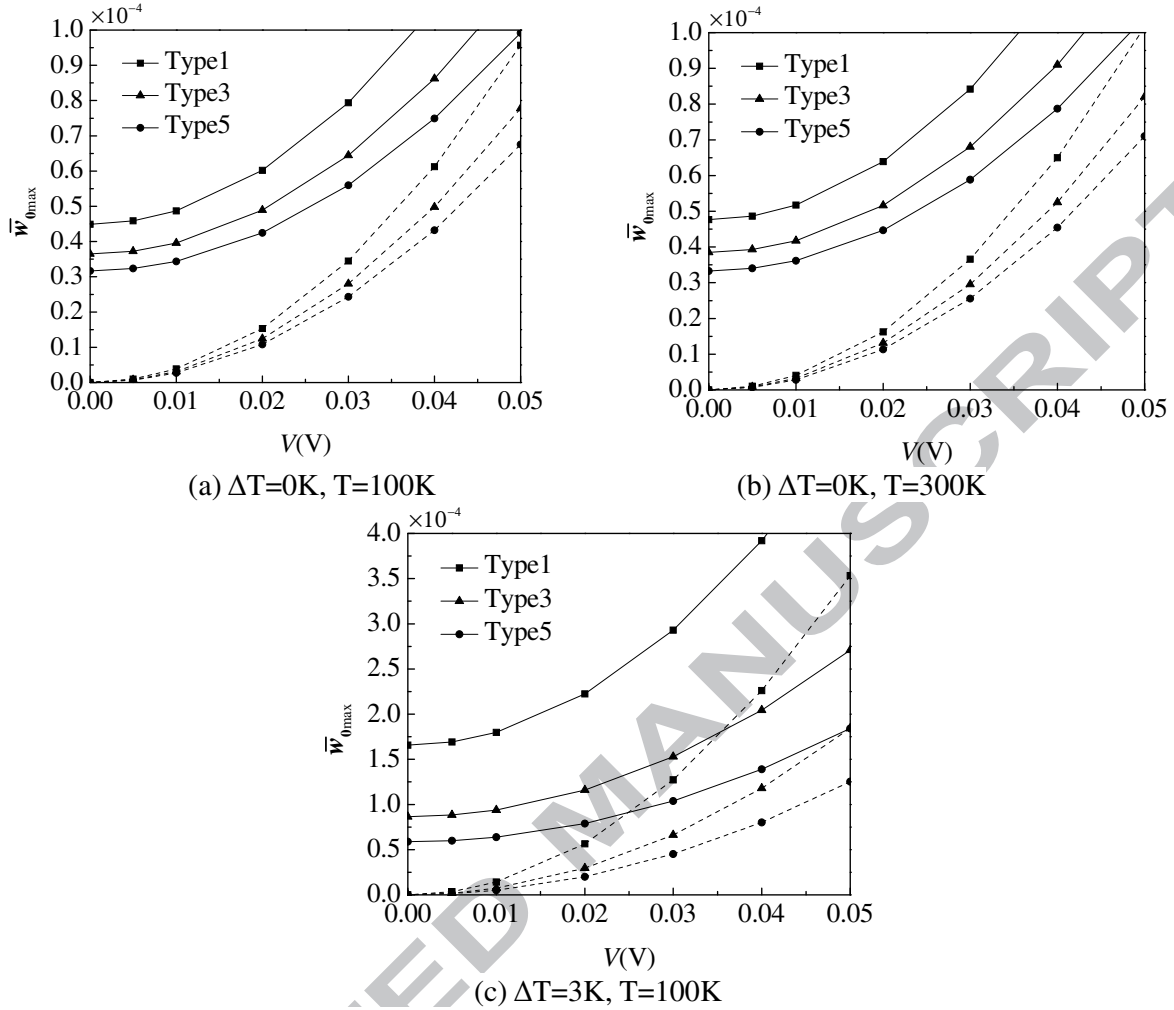 ×10⁻⁴
1.0
0.9
0.8
0.7
0.6
0.5
0.4
0.3
0.2
0.1
0.0
w̅₀max
Type1
Type3
Type5
0.00 0.01 0.02 0.03 0.04 0.05
V(V)
(a) ΔT=0K, T=100K
×10⁻⁴
1.0
0.9
0.8
0.7
0.6
0.5
0.4
0.3
0.2
0.1
0.0
w̅₀max
Type1
Type3
Type5
0.00 0.01 0.02 0.03 0.04 0.05
V(V)
(b) ΔT=0K, T=300K
×10⁻⁴
4.0
3.5
3.0
2.5
2.0
1.5
1.0
0.5
0.0
w̅₀max
Type1
Type3
Type5
0.00 0.01 0.02 0.03 0.04 0.05
V(V)
(c) ΔT=3K, T=100K
TED MANUSCRIPT